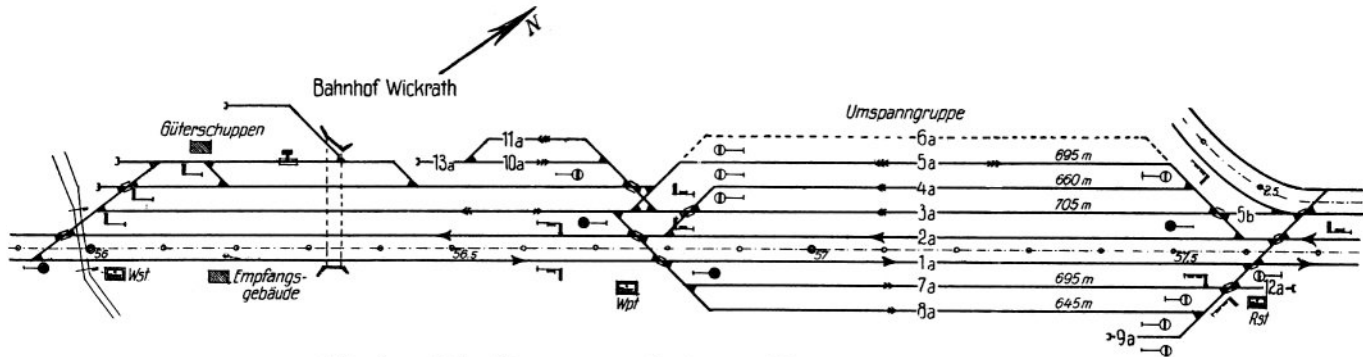 N
Bahnhof Wickrath
Güterschuppen
Umspanngruppe
6a
11a
13a 10a
5a 695 m
4a 660 m
3a 705 m
5b
2,5
2a
56
56,5
57
57,5
1a
Wst
Empfangs-
gebäude
Wpt
7a 695 m
12a
Rst
8a 645 m
9a